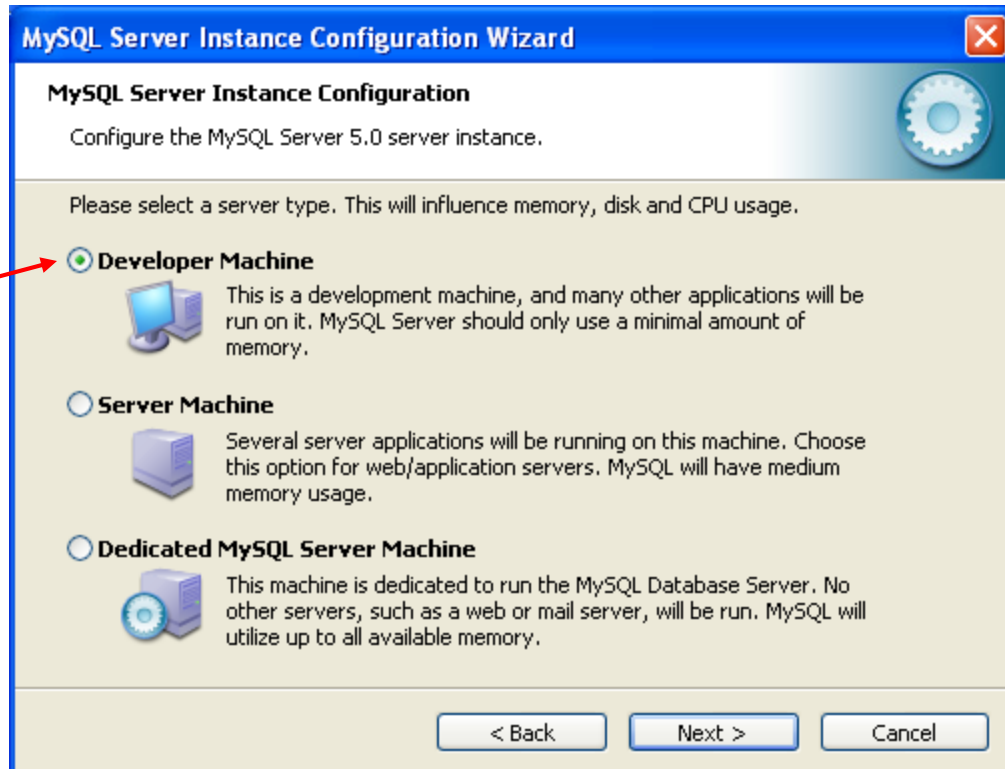 MySQL Server Instance Configuration Wizard
MySQL Server Instance Configuration
Configure the MySQL Server 5.0 server instance.
Please select a server type. This will influence memory, disk and CPU usage.
Developer Machine
This is a development machine, and many other applications will be
run on it. MySQL Server should only use a minimal amount of
memory.
Server Machine
Several server applications will be running on this machine. Choose
this option for web/application servers. MySQL will have medium
memory usage.
Dedicated MySQL Server Machine
This machine is dedicated to run the MySQL Database Server. No
other servers, such as a web or mail server, will be run. MySQL will
utilize up to all available memory.
< Back Next > Cancel